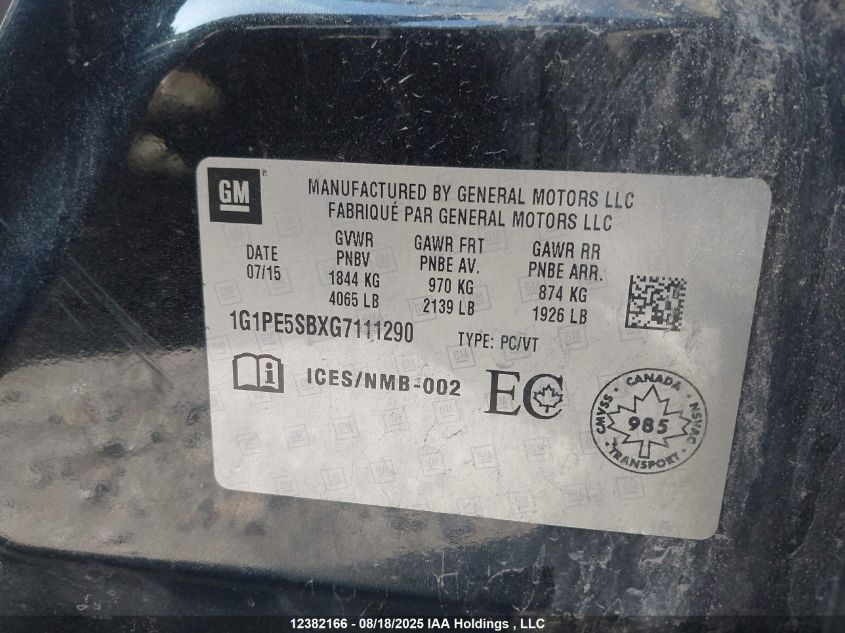 GM
MANUFACTURED BY GENERAL MOTORS LLC
FABRIQUÉ PAR GENERAL MOTORS LLC
DATE
07/15
GVWR
PNBV
1844 KG
4065 LB
GAWR FRT
PNBE AV.
970 KG
2139 LB
GAWR RR
PNBE ARR.
874 KG
1926 LB
1G1PE5SBXG7111290
TYPE: PC/VT
i ICES/NMB-002
EC
CANADA
CMVSS
985
NSVAC
TRANSPORT
12382166 - 08/18/2025 IAA Holdings , LLC